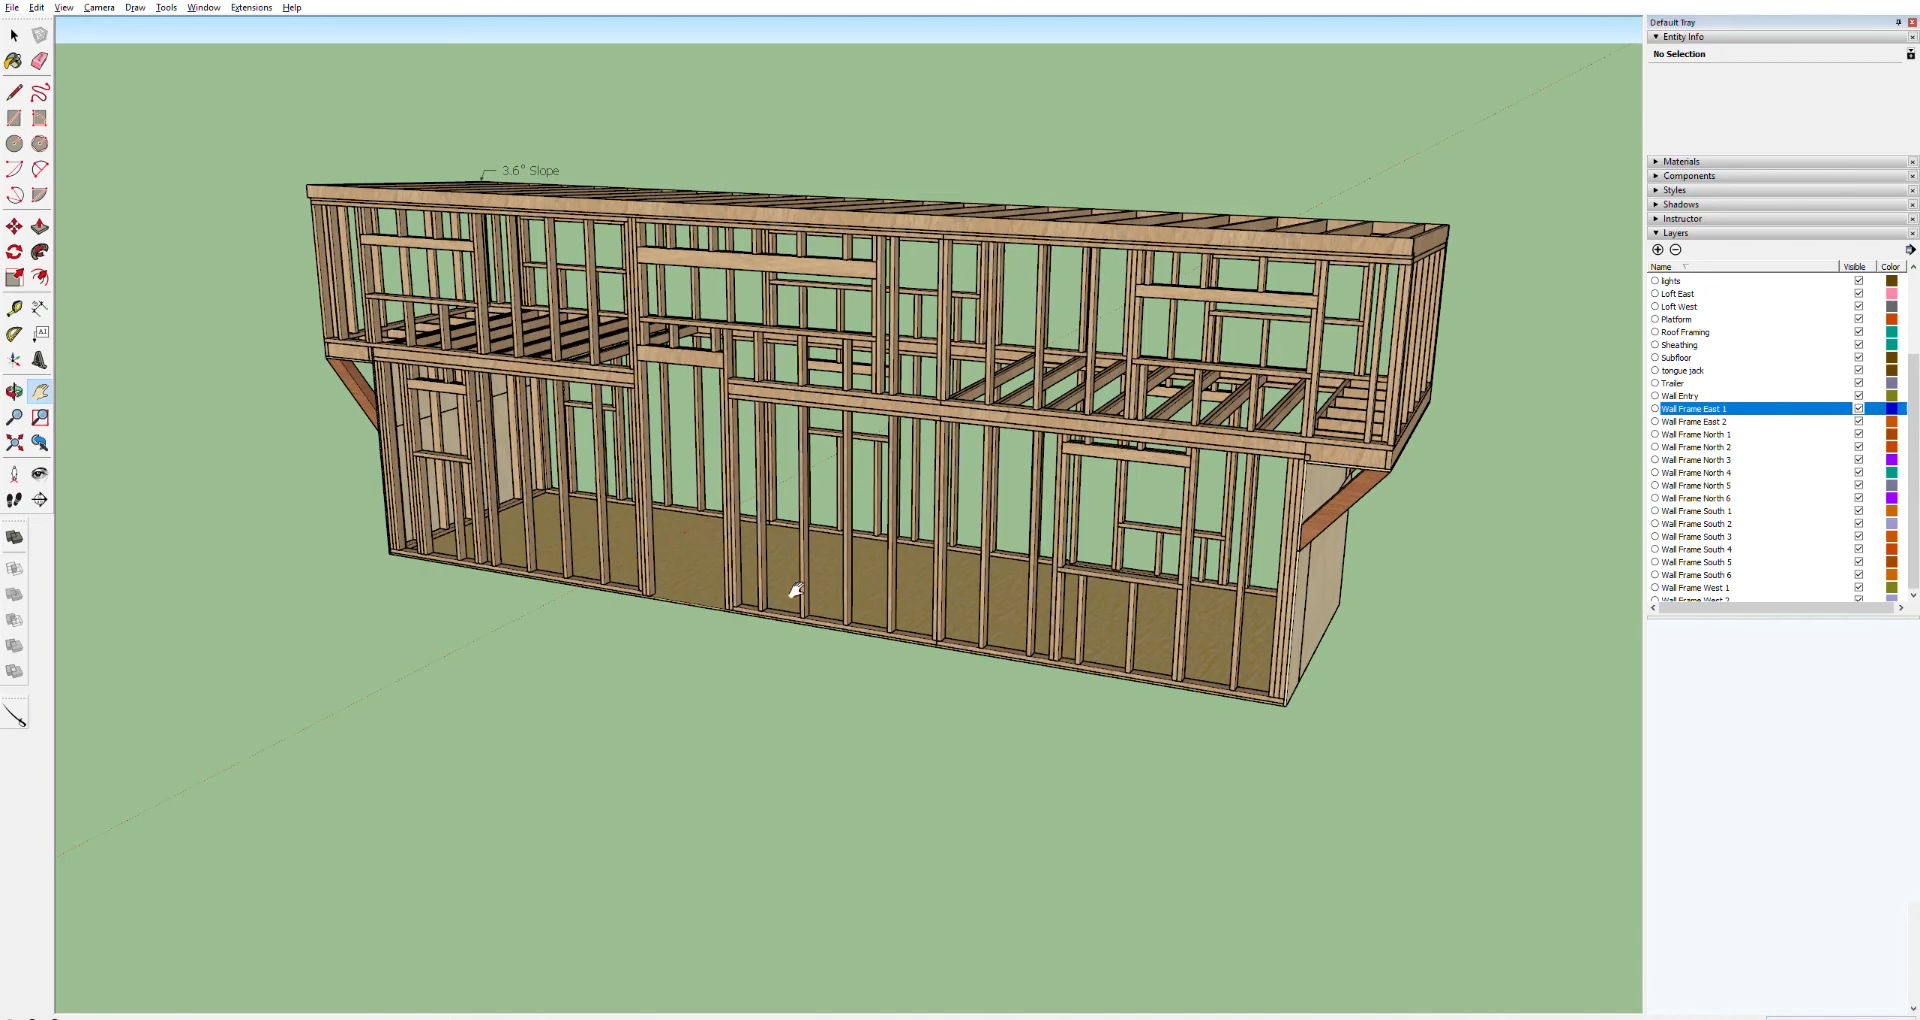 File Edit View Camera Draw Tools Window Extensions Help
Default Tray
Entity Info
No Selection
3.6° Slope
Materials
Components
Styles
Shadows
Instructor
Layers
Name Visible Color
lights
Loft East
Loft West
Platform
Roof Framing
Sheathing
Subfloor
tongue jack
Trailer
Wall Entry
Wall Frame East 1
Wall Frame East 2
Wall Frame North 1
Wall Frame North 2
Wall Frame North 3
Wall Frame North 4
Wall Frame North 5
Wall Frame North 6
Wall Frame South 1
Wall Frame South 2
Wall Frame South 3
Wall Frame South 4
Wall Frame South 5
Wall Frame South 6
Wall Frame West 1
Wall Frame West 2
A1